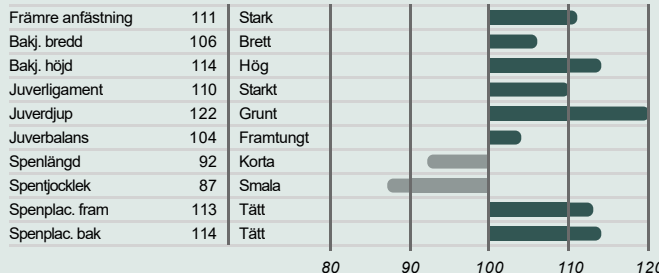 Främre anfästning 111 Stark
Bakj. bredd 106 Brett
Bakj. höjd 114 Hög
Juverligament 110 Starkt
Juverdjup 122 Grunt
Juverbalans 104 Framtungt
Spenlängd 92 Korta
Spentjocklek 87 Smala
Spenplac. fram 113 Tätt
Spenplac. bak 114 Tätt
80 90 100 110 120